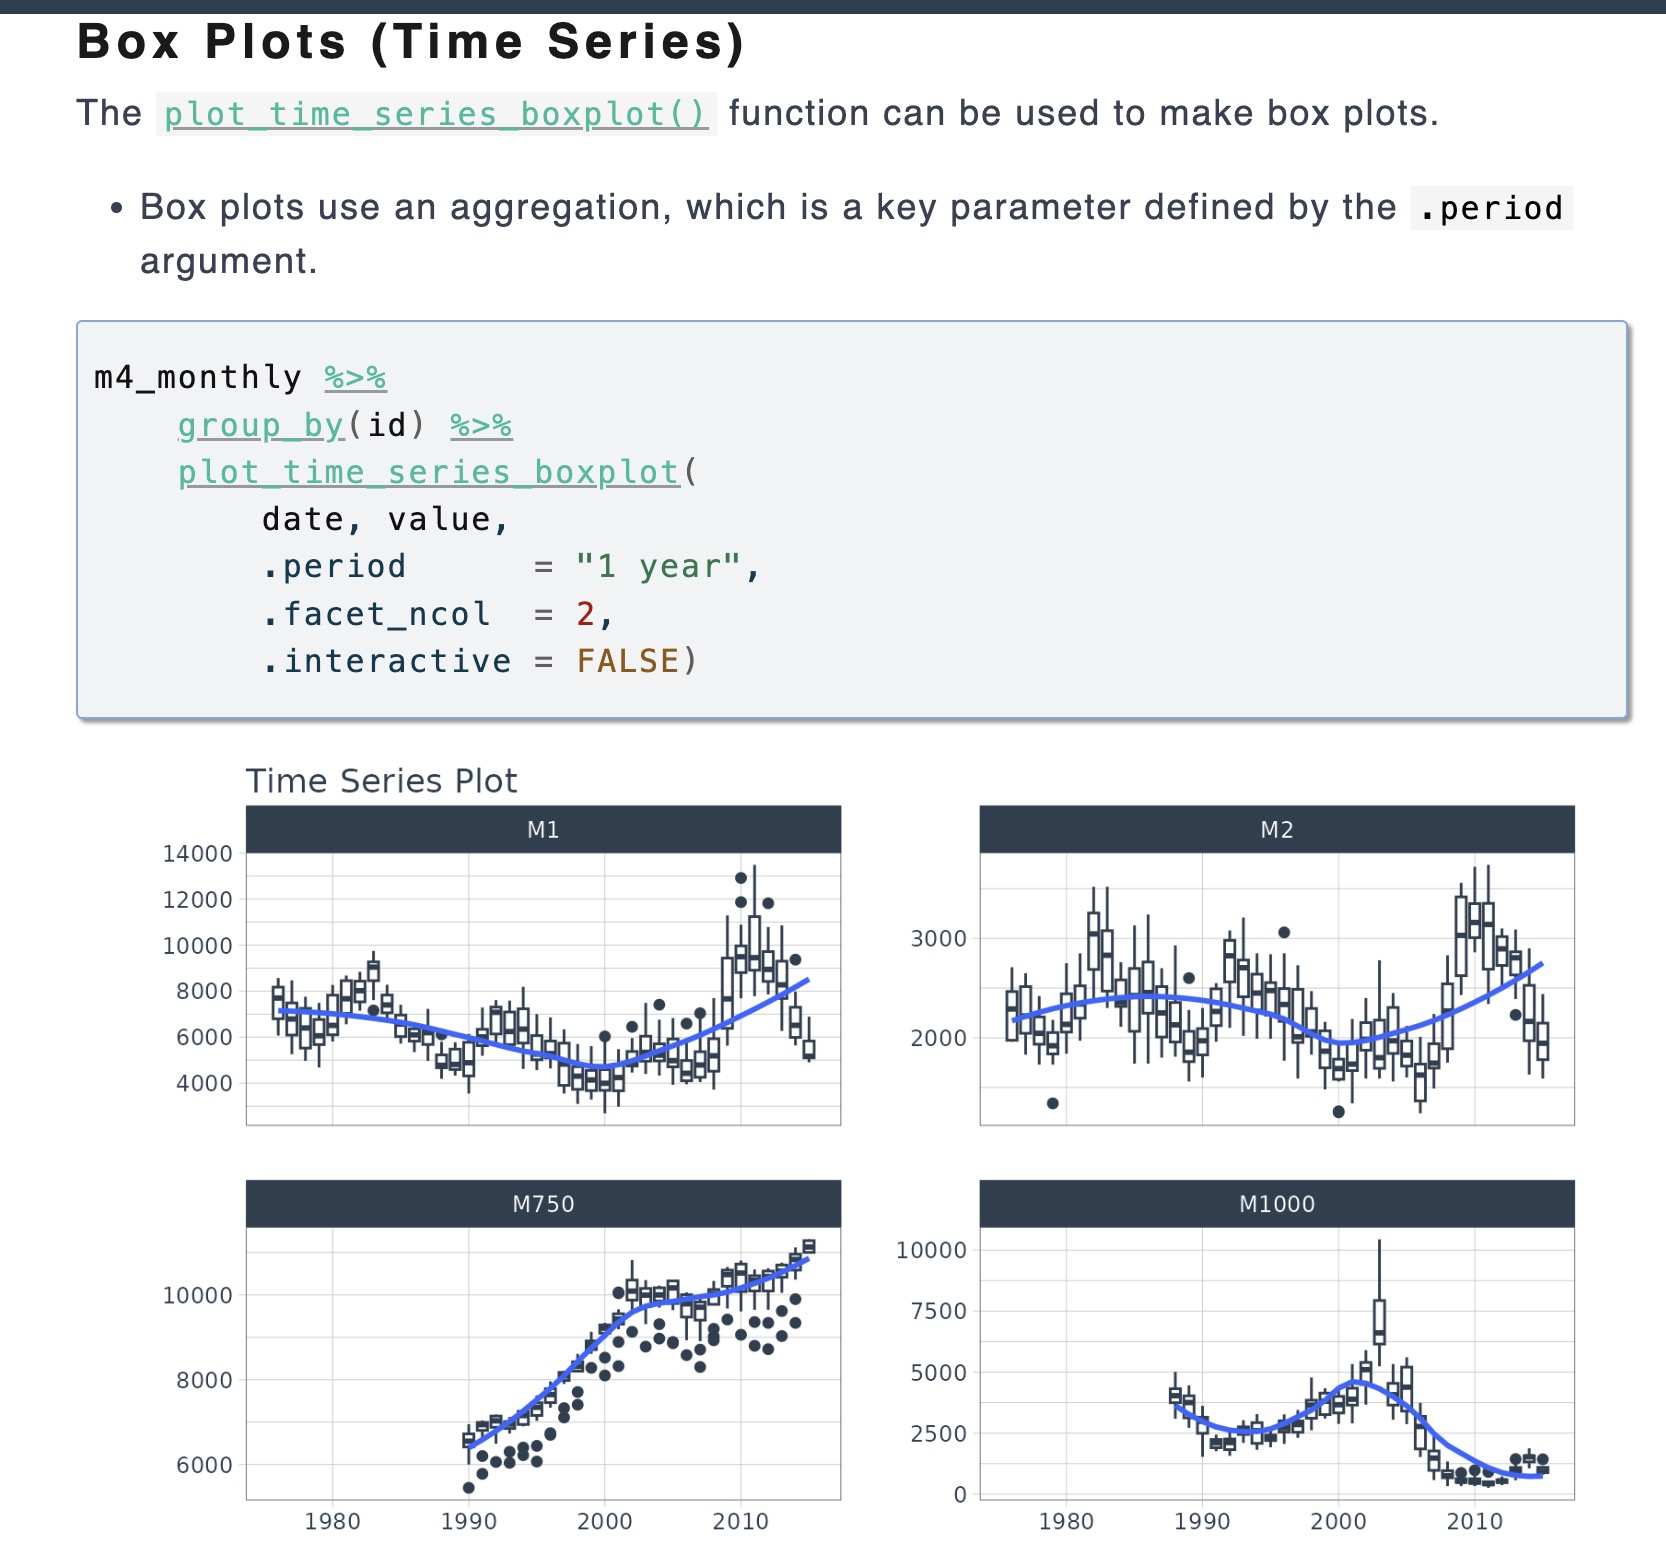 Box Plots (Time Series)
The plot_time_series_boxplot() function can be used to make box plots.
• Box plots use an aggregation, which is a key parameter defined by the .period
argument.
m4_monthly %>%
    group_by(id) %>%
    plot_time_series_boxplot(
        date, value,
        .period      = "1 year",
        .facet_ncol  = 2,
        .interactive = FALSE)
Time Series Plot
M1
14000
12000
10000
8000
6000
4000
M2
3000
2000
M750
10000
8000
6000
1980 1990 2000 2010
M1000
10000
7500
5000
2500
0
1980 1990 2000 2010